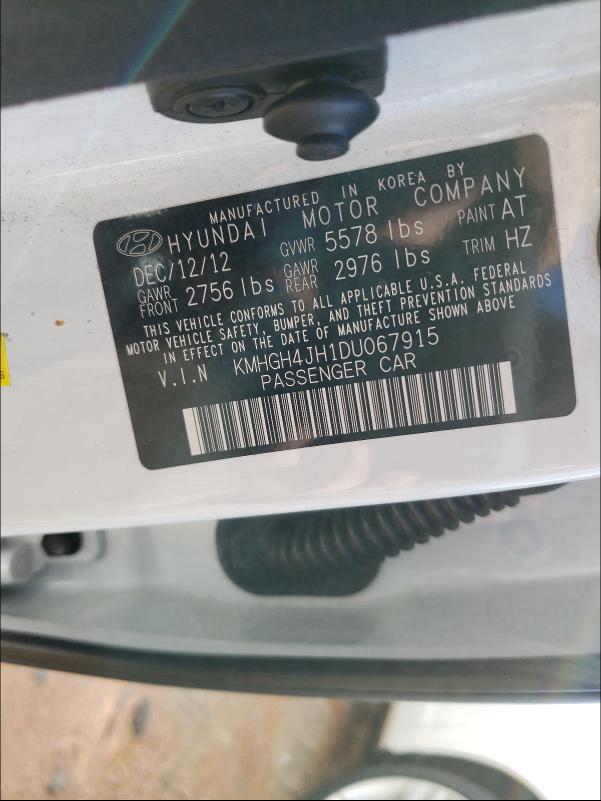 MANUFACTURED IN KOREA BY
HYUNDAI MOTOR COMPANY
DEC/12/12 GVWR 5578 lbs PAINT AT
GAWR FRONT 2756 lbs GAWR REAR 2976 lbs TRIM HZ
THIS VEHICLE CONFORMS TO ALL APPLICABLE U.S.A. FEDERAL
MOTOR VEHICLE SAFETY, BUMPER, AND THEFT PREVENTION STANDARDS
IN EFFECT ON THE DATE OF MANUFACTURE SHOWN ABOVE
V.I.N KMHGH4JH1DU067915
PASSENGER CAR